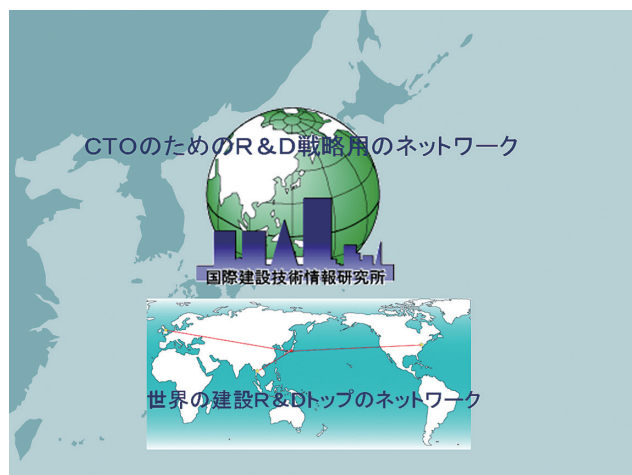 CTOのためのR＆D戦略用のネットワーク
国際建設技術情報研究所
世界の建設R＆Dトップのネットワーク